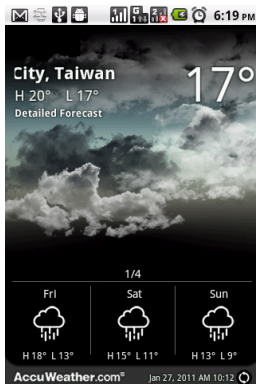 6:19 PM
City, Taiwan
17°
H 20° L 17°
Detailed Forecast
1/4
Fri Sat Sun
H 18° L 13° H 15° L 11° H 13° L 9°
AccuWeather.com® Jan 27, 2011 AM 10:12